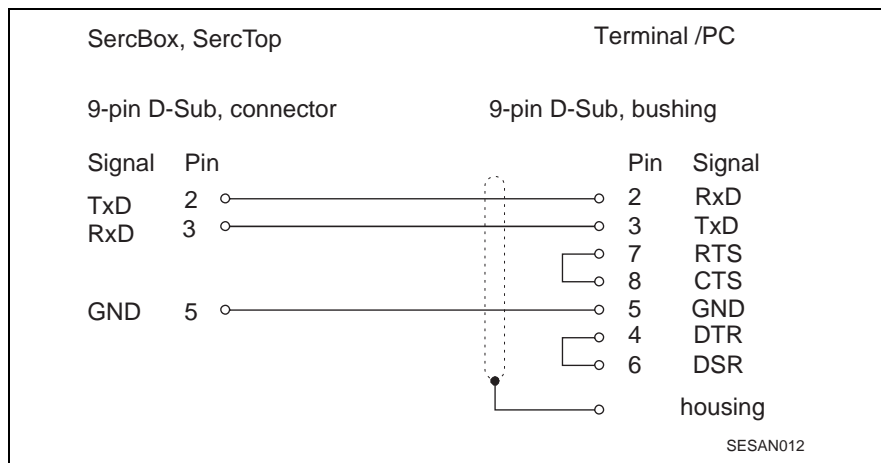 SercBox, SercTop Terminal /PC
9-pin D-Sub, connector 9-pin D-Sub, bushing
Signal Pin Pin Signal
TxD 2 2 RxD
RxD 3 3 TxD
7 RTS
8 CTS
GND 5 5 GND
4 DTR
6 DSR
housing
SESAN012